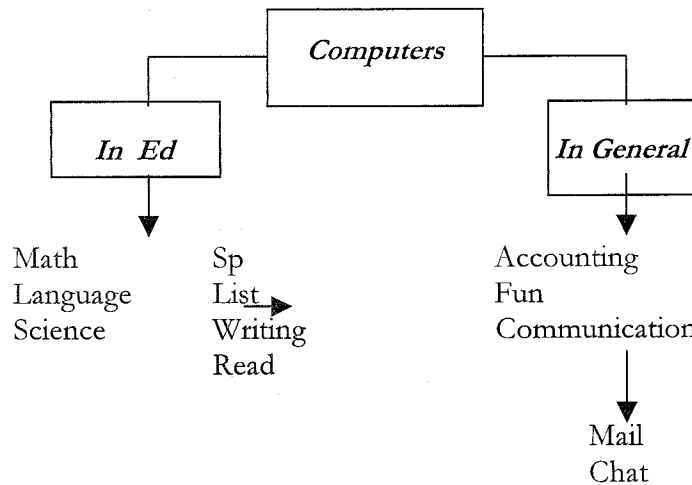 Computers
In Ed
In General
Math
Language
Science
Sp
List
Writing
Read
Accounting
Fun
Communication
Mail
Chat